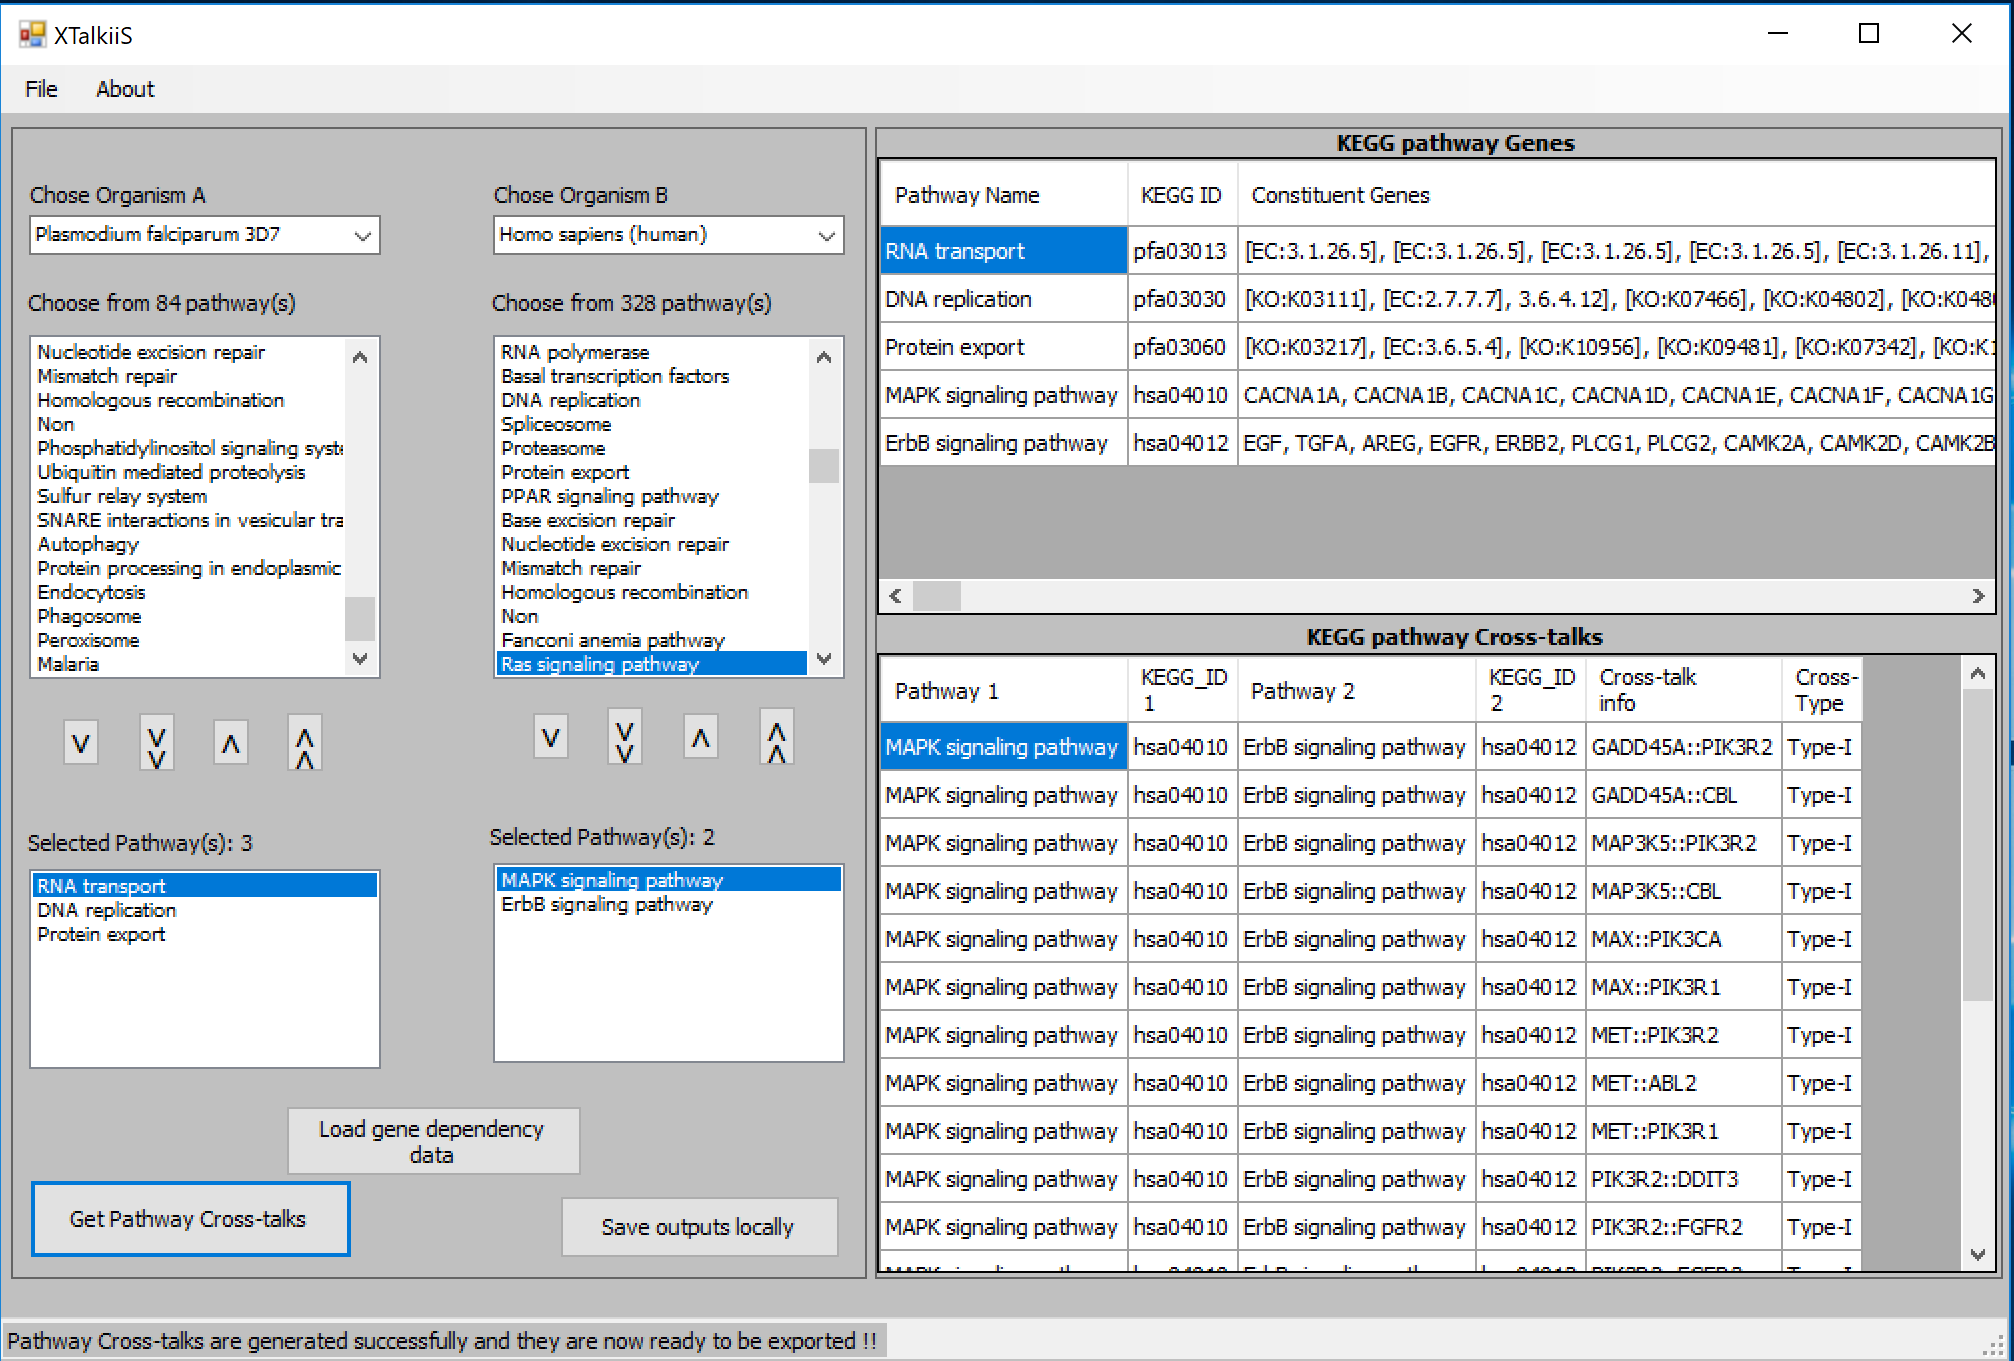 XTalkiiS
File About
Chose Organism A
Plasmodium falciparum 3D7
Choose from 84 pathway(s)
Nucleotide excision repair
Mismatch repair
Homologous recombination
Non
Phosphatidylinositol signaling syste
Ubiquitin mediated proteolysis
Sulfur relay system
SNARE interactions in vesicular tra
Autophagy
Protein processing in endoplasmic
Endocytosis
Phagosome
Peroxisome
Malaria
Selected Pathway(s): 3
RNA transport
DNA replication
Protein export
Chose Organism B
Homo sapiens (human)
Choose from 328 pathway(s)
RNA polymerase
Basal transcription factors
DNA replication
Spliceosome
Proteasome
Protein export
PPAR signaling pathway
Base excision repair
Nucleotide excision repair
Mismatch repair
Homologous recombination
Non
Fanconi anemia pathway
Ras signaling pathway
Selected Pathway(s): 2
MAPK signaling pathway
ErbB signaling pathway
Load gene dependency
data
Get Pathway Cross-talks
Save outputs locally
KEGG pathway Genes
Pathway Name KEGG ID Constituent Genes
RNA transport pfa03013 [EC:3.1.26.5], [EC:3.1.26.5], [EC:3.1.26.5], [EC:3.1.26.5], [EC:3.1.26.11],
DNA replication pfa03030 [KO:K03111], [EC:2.7.7.7], 3.6.4.12], [KO:K07466], [KO:K04802], [KO:K048
Protein export pfa03060 [KO:K03217], [EC:3.6.5.4], [KO:K10956], [KO:K09481], [KO:K07342], [KO:K1
MAPK signaling pathway hsa04010 CACNA1A, CACNA1B, CACNA1C, CACNA1D, CACNA1E, CACNA1F, CACNA1G
ErbB signaling pathway hsa04012 EGF, TGFA, AREG, EGFR, ERBB2, PLCG1, PLCG2, CAMK2A, CAMK2D, CAMK2B
KEGG pathway Cross-talks
Pathway 1 KEGG_ID 1 Pathway 2 KEGG_ID 2 Cross-talk info Cross-Type
MAPK signaling pathway hsa04010 ErbB signaling pathway hsa04012 GADD45A::PIK3R2 Type-I
MAPK signaling pathway hsa04010 ErbB signaling pathway hsa04012 GADD45A::CBL Type-I
MAPK signaling pathway hsa04010 ErbB signaling pathway hsa04012 MAP3K5::PIK3R2 Type-I
MAPK signaling pathway hsa04010 ErbB signaling pathway hsa04012 MAP3K5::CBL Type-I
MAPK signaling pathway hsa04010 ErbB signaling pathway hsa04012 MAX::PIK3CA Type-I
MAPK signaling pathway hsa04010 ErbB signaling pathway hsa04012 MAX::PIK3R1 Type-I
MAPK signaling pathway hsa04010 ErbB signaling pathway hsa04012 MET::PIK3R2 Type-I
MAPK signaling pathway hsa04010 ErbB signaling pathway hsa04012 MET::ABL2 Type-I
MAPK signaling pathway hsa04010 ErbB signaling pathway hsa04012 MET::PIK3R1 Type-I
MAPK signaling pathway hsa04010 ErbB signaling pathway hsa04012 PIK3R2::DDIT3 Type-I
MAPK signaling pathway hsa04010 ErbB signaling pathway hsa04012 PIK3R2::FGFR2 Type-I
Pathway Cross-talks are generated successfully and they are now ready to be exported !!